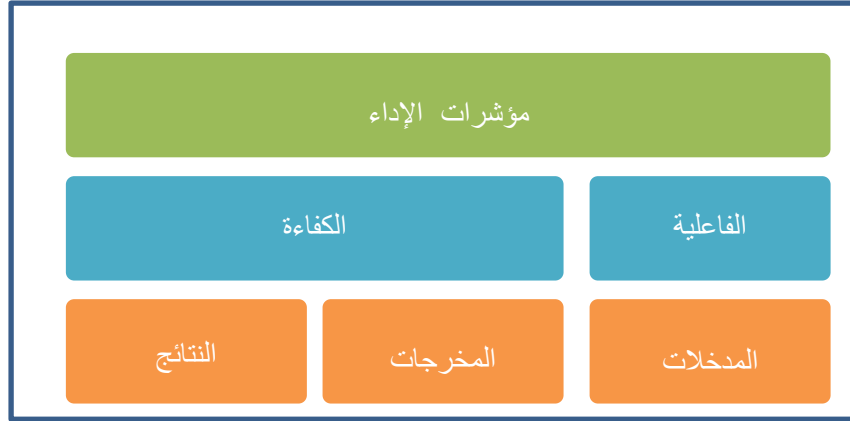 مؤشرات الإداء
الفاعلية
الكفاءة
المدخلات
المخرجات
النتائج